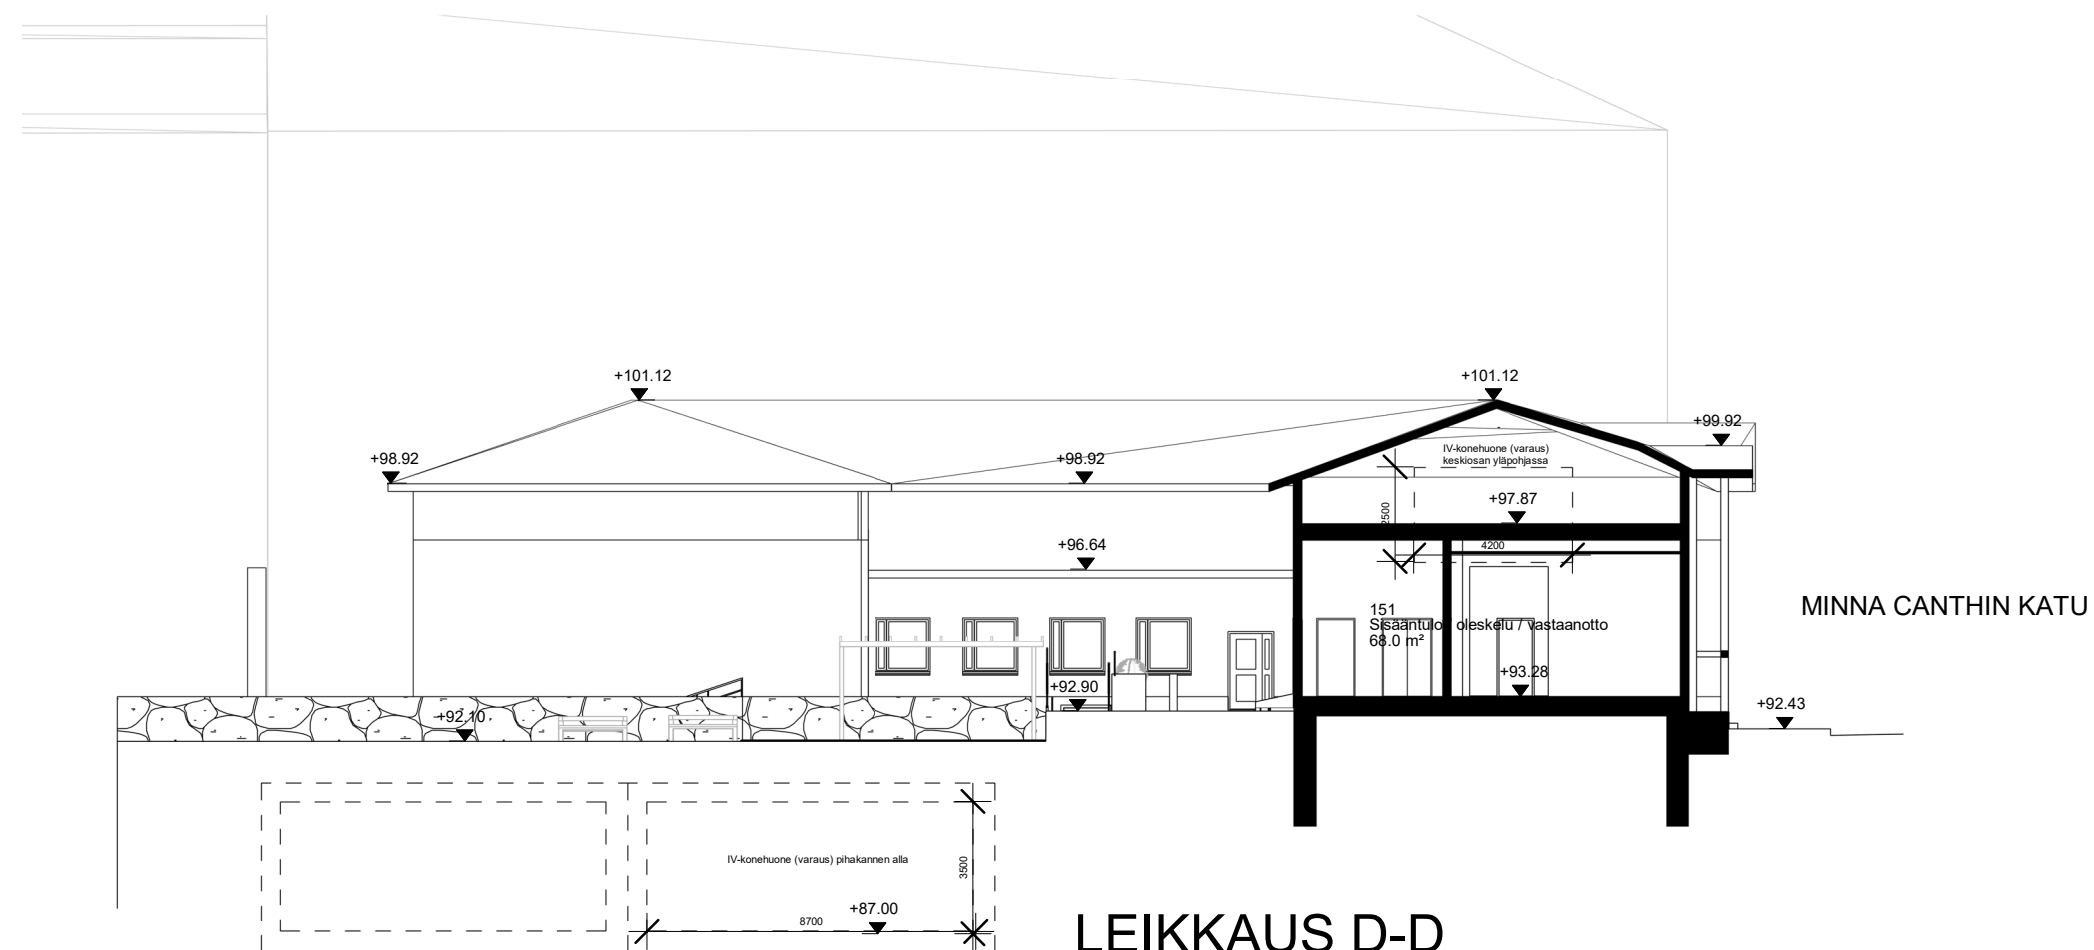 +101.12
+101.12
+99.92
+98.92
+98.92
IV-konehuone (varaus)
keskiosan yläpohjassa
+97.87
2500
4200
+96.64
MINNA CANTHIN KATU
151
Sisääntulo / oleskelu / vastaanotto
68.0 m²
+93.28
+92.90
+92.43
+92.10
IV-konehuone (varaus) pihakannen alla
3500
8700
+87.00
LEIKKAUS D-D